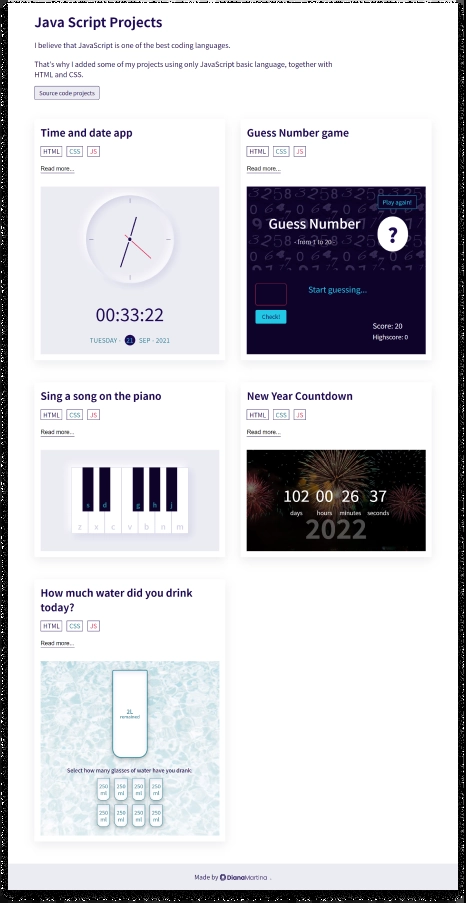 Java Script Projects
I believe that JavaScript is one of the best coding languages.
That's why I added some of my projects using only JavaScript basic language, together with
HTML and CSS.
Source code projects
Time and date app
HTML CSS JS
Read more...
00:33:22
TUESDAY - 21 SEP - 2021
Guess Number game
HTML CSS JS
Read more...
Play again!
Guess Number
- from 1 to 20 -
?
Start guessing...
Check!
Score: 20
Highscore: 0
Sing a song on the piano
HTML CSS JS
Read more...
s d g h j
z x c v b n m
New Year Countdown
HTML CSS JS
Read more...
102 00 26 37
days hours minutes seconds
2022
How much water did you drink
today?
HTML CSS JS
Read more...
2L
remained
Select how many glasses of water have you drank:
250 250 250 250
ml ml ml ml
250 250 250 250
ml ml ml ml
Made by DianaMartina .